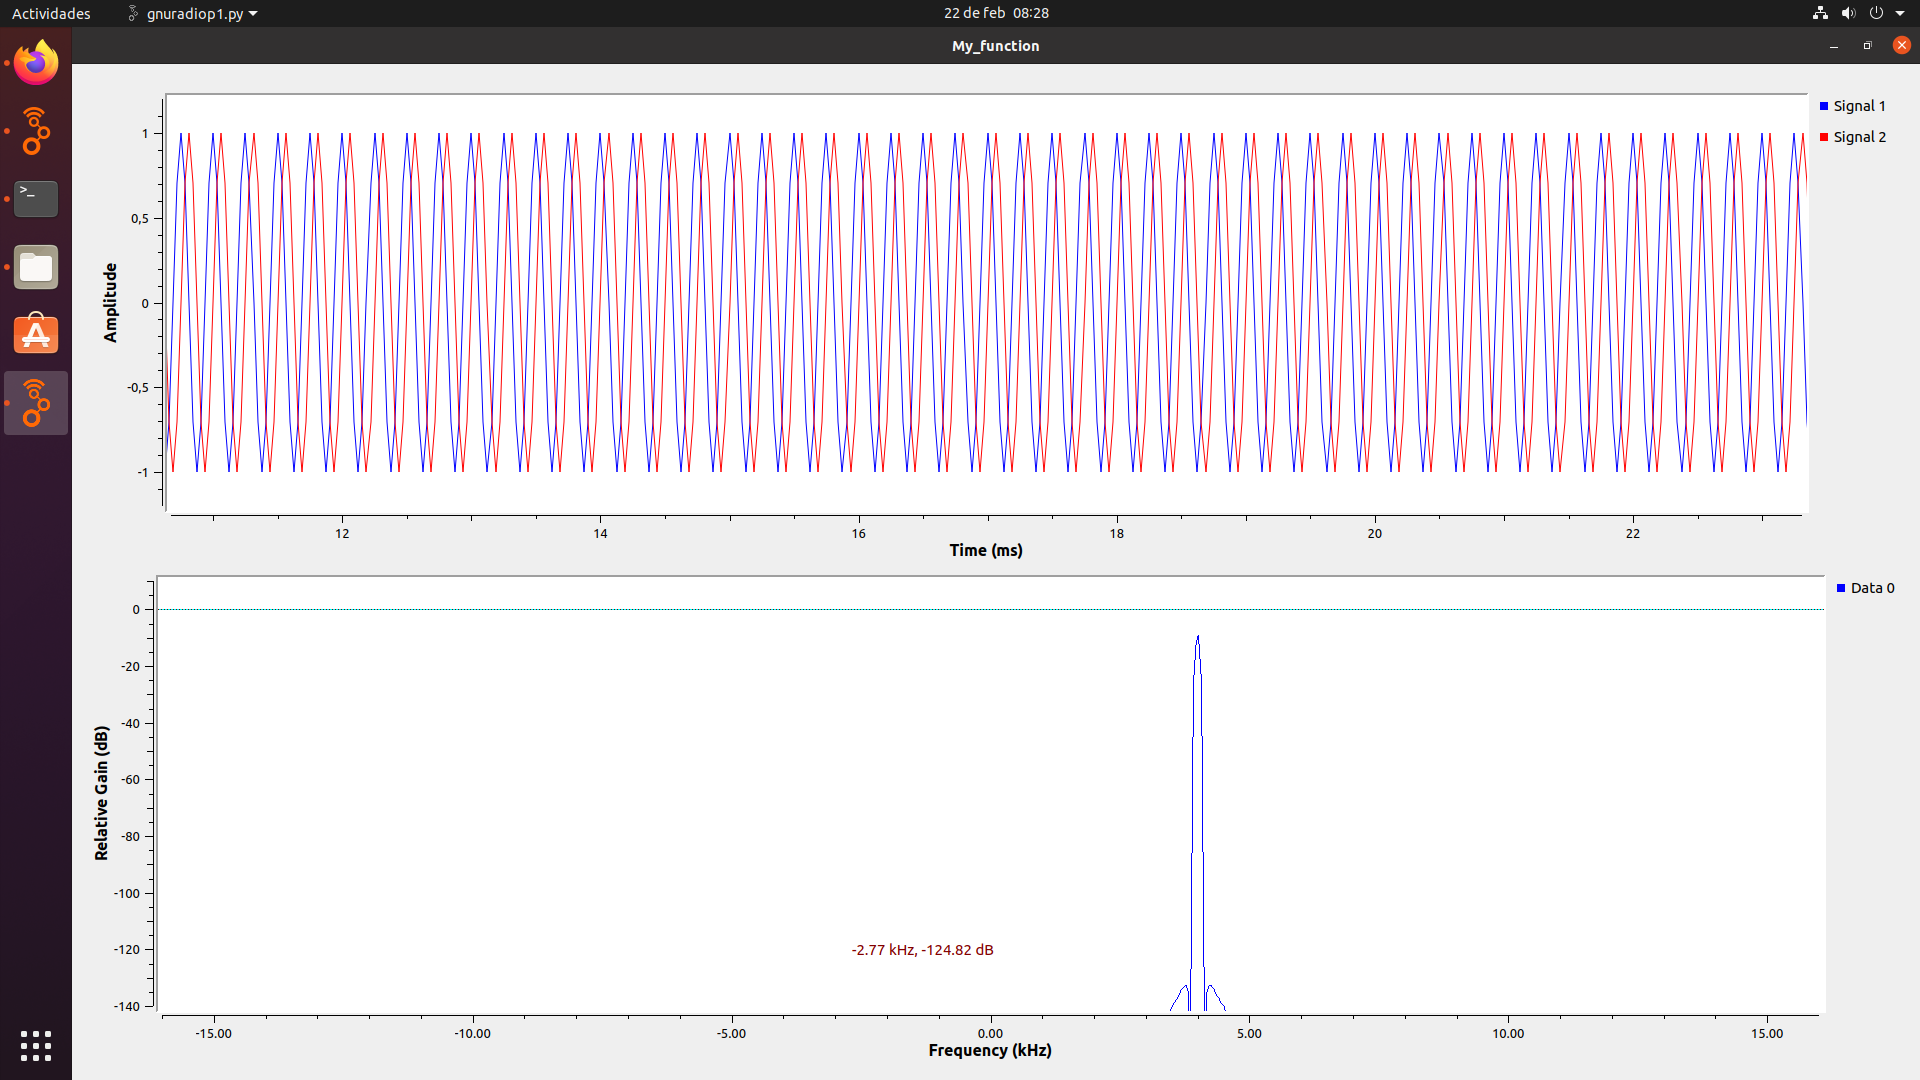 Actividades
gnuradiop1.py
22 de feb 08:28
My_function
>_
Signal 1
Signal 2
1
0,5
0
-0,5
-1
Amplitude
12 14 16 18 20 22
Time (ms)
Data 0
0
-20
-40
-60
-80
-100
-120
-140
Relative Gain (dB)
-2.77 kHz, -124.82 dB
-15.00 -10.00 -5.00 0.00 5.00 10.00 15.00
Frequency (kHz)